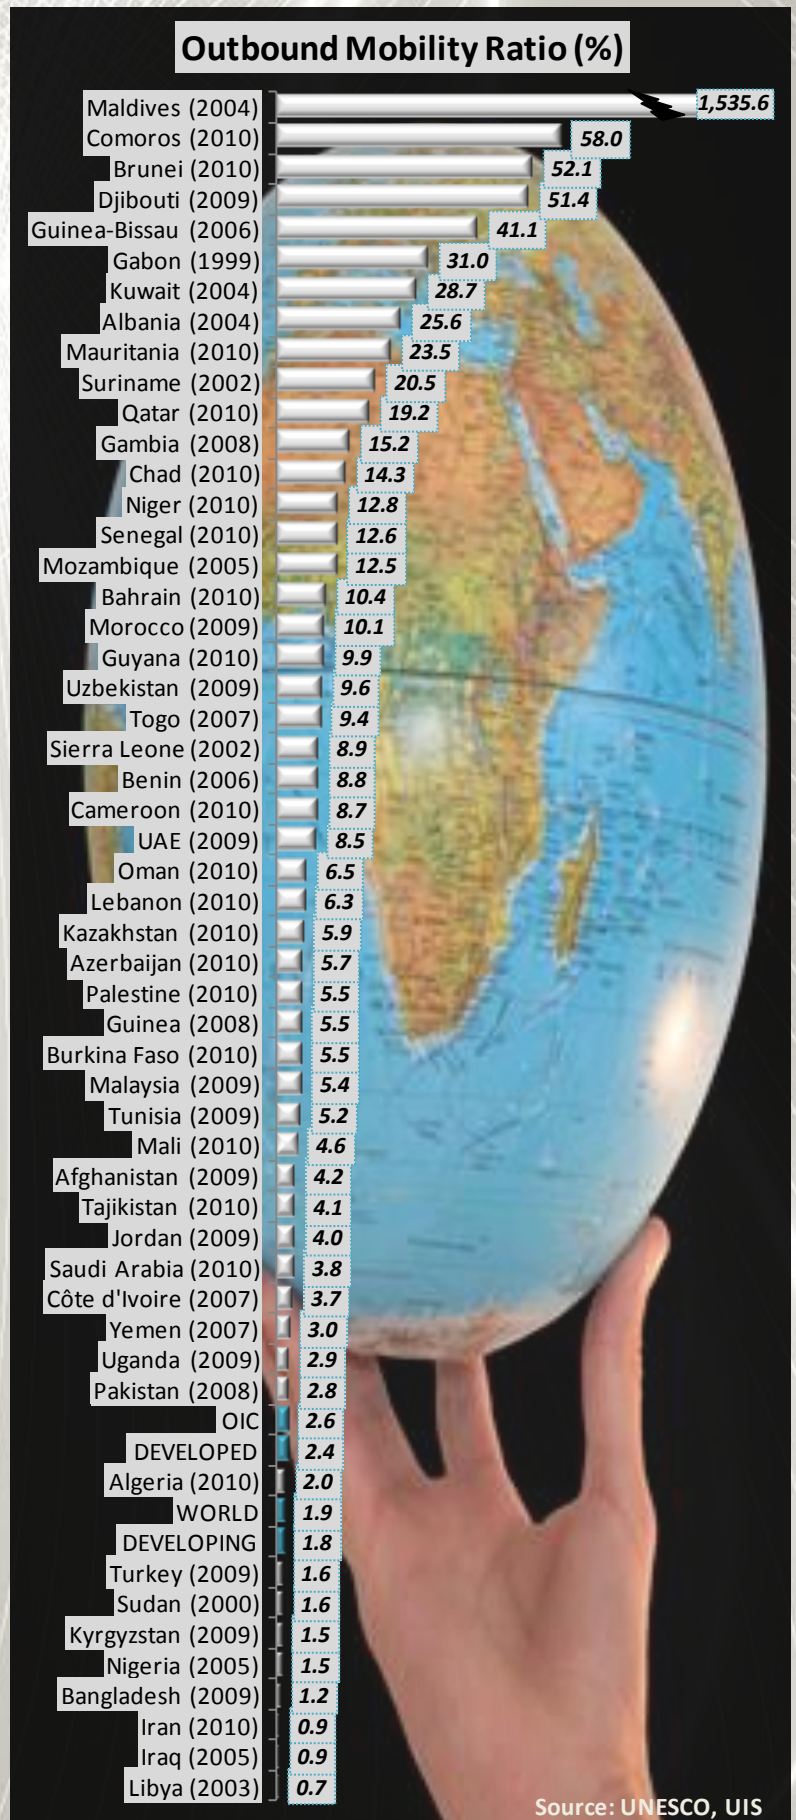 Outbound Mobility Ratio (%)
Maldives (2004) 1,535.6
Comoros (2010) 58.0
Brunei (2010) 52.1
Djibouti (2009) 51.4
Guinea-Bissau (2006) 41.1
Gabon (1999) 31.0
Kuwait (2004) 28.7
Albania (2004) 25.6
Mauritania (2010) 23.5
Suriname (2002) 20.5
Qatar (2010) 19.2
Gambia (2008) 15.2
Chad (2010) 14.3
Niger (2010) 12.8
Senegal (2010) 12.6
Mozambique (2005) 12.5
Bahrain (2010) 10.4
Morocco (2009) 10.1
Guyana (2010) 9.9
Uzbekistan (2009) 9.6
Togo (2007) 9.4
Sierra Leone (2002) 8.9
Benin (2006) 8.8
Cameroon (2010) 8.7
UAE (2009) 8.5
Oman (2010) 6.5
Lebanon (2010) 6.3
Kazakhstan (2010) 5.9
Azerbaijan (2010) 5.7
Palestine (2010) 5.5
Guinea (2008) 5.5
Burkina Faso (2010) 5.5
Malaysia (2009) 5.4
Tunisia (2009) 5.2
Mali (2010) 4.6
Afghanistan (2009) 4.2
Tajikistan (2010) 4.1
Jordan (2009) 4.0
Saudi Arabia (2010) 3.8
Côte d'Ivoire (2007) 3.7
Yemen (2007) 3.0
Uganda (2009) 2.9
Pakistan (2008) 2.8
OIC 2.6
DEVELOPED 2.4
Algeria (2010) 2.0
WORLD 1.9
DEVELOPING 1.8
Turkey (2009) 1.6
Sudan (2000) 1.6
Kyrgyzstan (2009) 1.5
Nigeria (2005) 1.5
Bangladesh (2009) 1.2
Iran (2010) 0.9
Iraq (2005) 0.9
Libya (2003) 0.7
Source: UNESCO, UIS